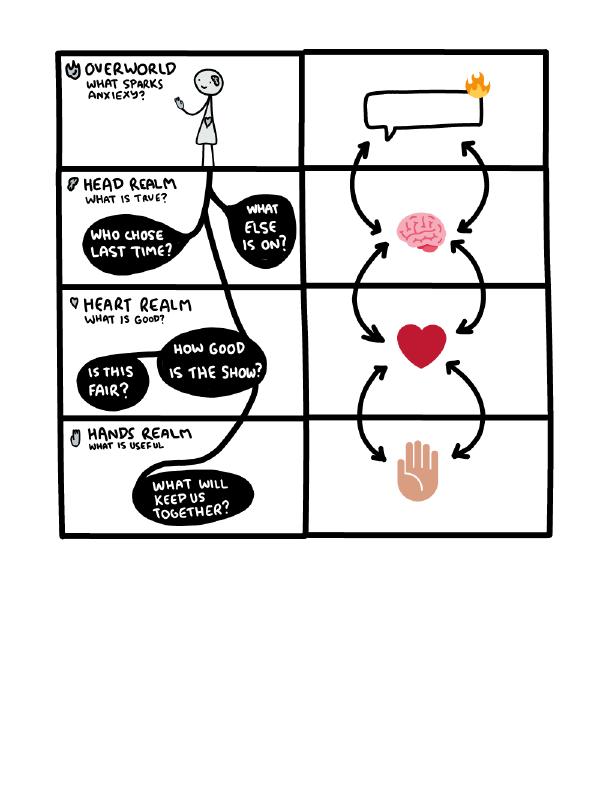 OVERWORLD
WHAT SPARKS
ANXIEXY?
HEAD REALM
WHAT IS TRUE?
WHO CHOSE
LAST TIME?
WHAT
ELSE
IS ON?
HEART REALM
WHAT IS GOOD?
HOW GOOD
IS THE SHOW?
IS THIS
FAIR?
HANDS REALM
WHAT IS USEFUL
WHAT WILL
KEEP US
TOGETHER?